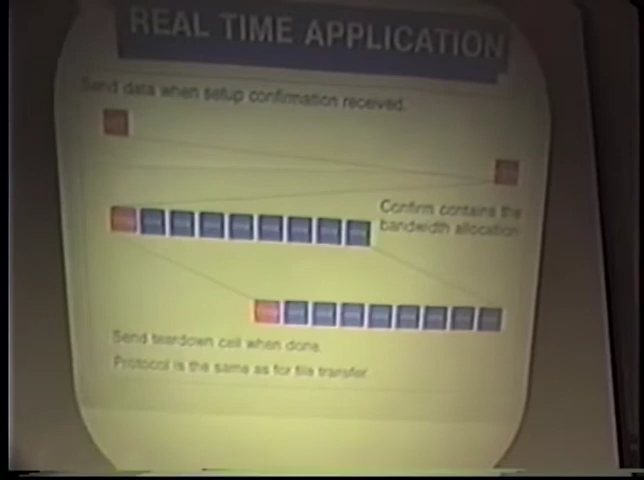 REAL TIME APPLICATION
Send data when setup confirmation received.
Confirm contains the
bandwidth allocation
Send teardown cell when done.
Protocol is the same as for file transfer.